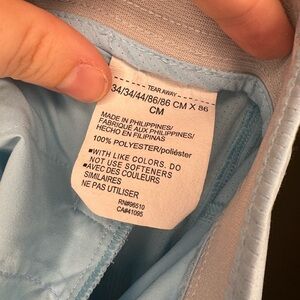 TEAR AWAY
34/34/44/86/86 CM X 86
CM
MADE IN PHILIPPINES/
FABRIQUÉ AUX PHILIPPINES/
HECHO EN FILIPINAS
100% POLYESTER/poliéster
■WITH LIKE COLORS. DO
NOT USE SOFTENERS
■AVEC DES COULEURS
SIMILAIRES
NE PAS UTILISER
RN#96510
CA#41095